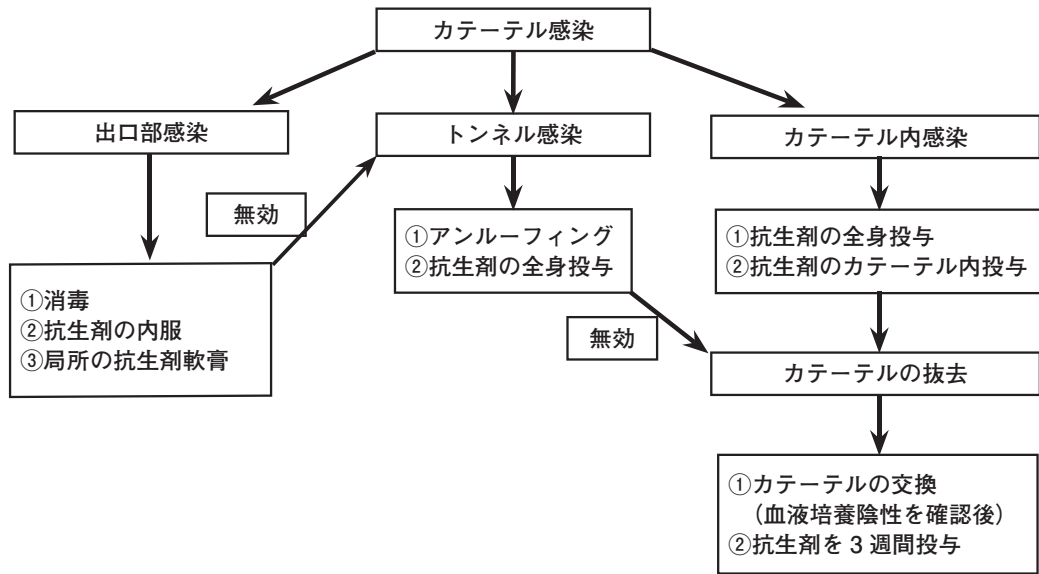 カテーテル感染
出口部感染
トンネル感染
カテーテル内感染
無効
①アンルーフィング
②抗生剤の全身投与
①抗生剤の全身投与
②抗生剤のカテーテル内投与
①消毒
②抗生剤の内服
③局所の抗生剤軟膏
無効
カテーテルの抜去
①カテーテルの交換
（血液培養陰性を確認後）
②抗生剤を３週間投与